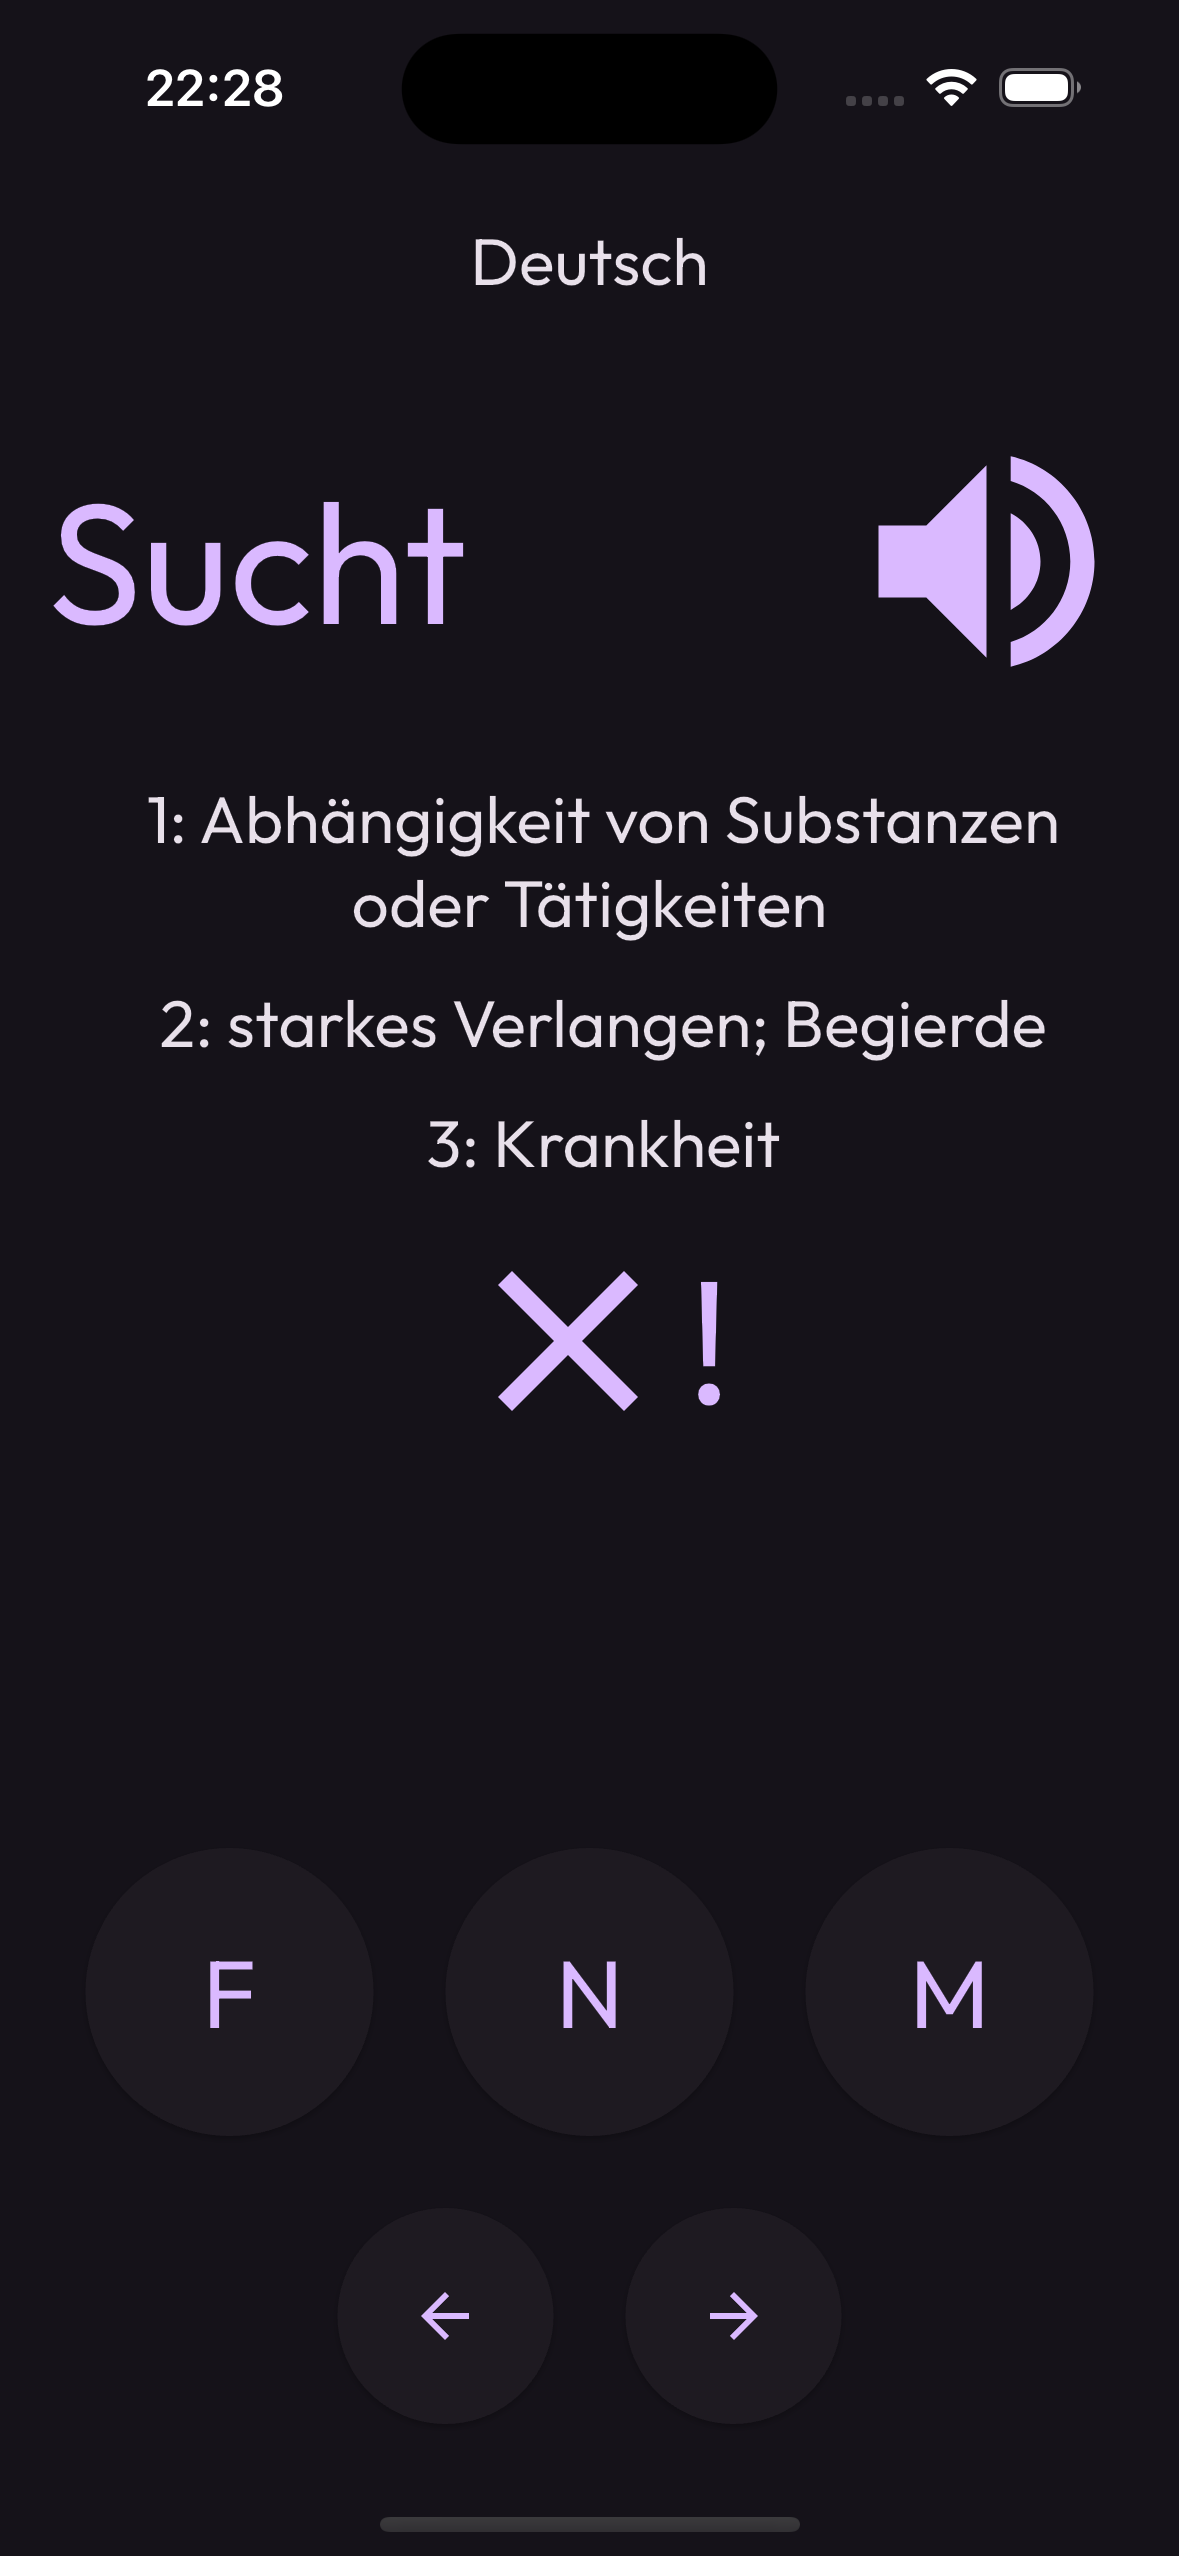 22:28
Deutsch
Sucht
1: Abhängigkeit von Substanzen
oder Tätigkeiten
2: starkes Verlangen; Begierde
3: Krankheit
!
F N M